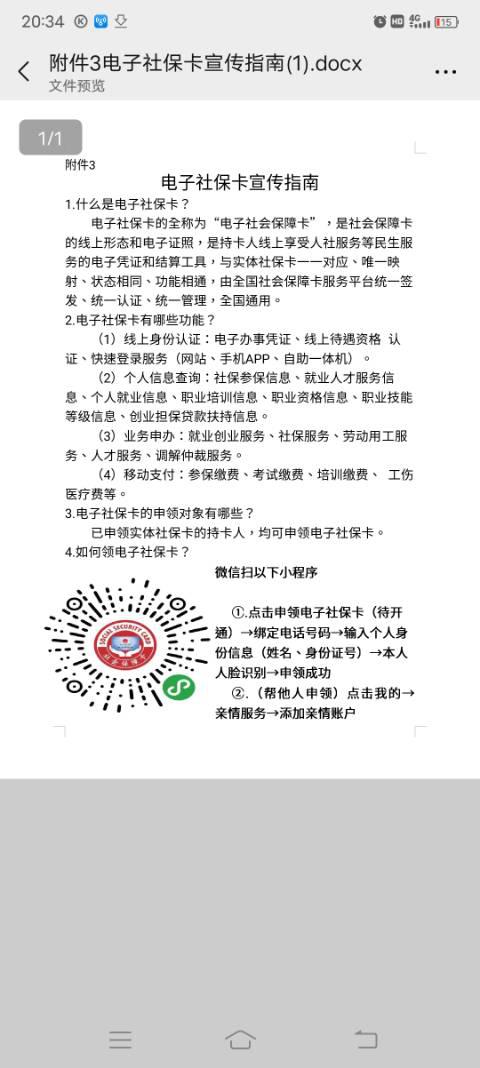 20:34
HD 4G 15
附件3电子社保卡宣传指南(1).docx
文件预览
1/1
附件3
电子社保卡宣传指南
1.什么是电子社保卡？
电子社保卡的全称为“电子社会保障卡”，是社会保障卡
的线上形态和电子证照，是持卡人线上享受人社服务等民生服
务的电子凭证和结算工具，与实体社保卡一一对应、唯一映
射、状态相同、功能相通，由全国社会保障卡服务平台统一签
发、统一认证、统一管理，全国通用。
2.电子社保卡有哪些功能？
（1）线上身份认证：电子办事凭证、线上待遇资格 认
证、快速登录服务（网站、手机APP、自助一体机）。
（2）个人信息查询：社保参保信息、就业人才服务信
息、个人就业信息、职业培训信息、职业资格信息、职业技能
等级信息、创业担保贷款扶持信息。
（3）业务申办：就业创业服务、社保服务、劳动用工服
务、人才服务、调解仲裁服务。
（4）移动支付：参保缴费、考试缴费、培训缴费、 工伤
医疗费等。
3.电子社保卡的申领对象有哪些？
已申领实体社保卡的持卡人，均可申领电子社保卡。
4.如何领电子社保卡？
微信扫以下小程序
①.点击申领电子社保卡（待开
通）→绑定电话号码→输入个人身
份信息（姓名、身份证号）→本人
人脸识别→申领成功
②.（帮他人申领）点击我的→
亲情服务→添加亲情账户
SOCIAL SECURITY CARD
社会保障卡